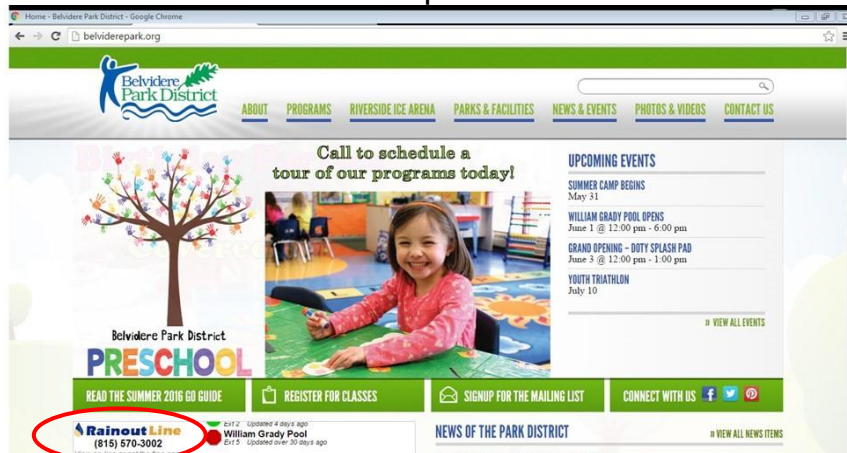 Home - Belvidere Park District - Google Chrome
belviderepark.org
Belvidere
Park District
ABOUT PROGRAMS RIVERSIDE ICE ARENA PARKS & FACILITIES NEWS & EVENTS PHOTOS & VIDEOS CONTACT US
Call to schedule a
tour of our programs today!
Belvidere Park District
PRESCHOOL
UPCOMING EVENTS
SUMMER CAMP BEGINS
May 31
WILLIAM GRADY POOL OPENS
June 1 @ 12:00 pm - 6:00 pm
GRAND OPENING – DOTY SPLASH PAD
June 3 @ 12:00 pm - 1:00 pm
YOUTH TRIATHLON
July 10
» VIEW ALL EVENTS
READ THE SUMMER 2016 GO GUIDE REGISTER FOR CLASSES SIGNUP FOR THE MAILING LIST CONNECT WITH US
Rainout Line
(815) 570-3002
Ext 2 Updated 4 days ago
William Grady Pool
Ext 5 Updated over 30 days ago
NEWS OF THE PARK DISTRICT
» VIEW ALL NEWS ITEMS